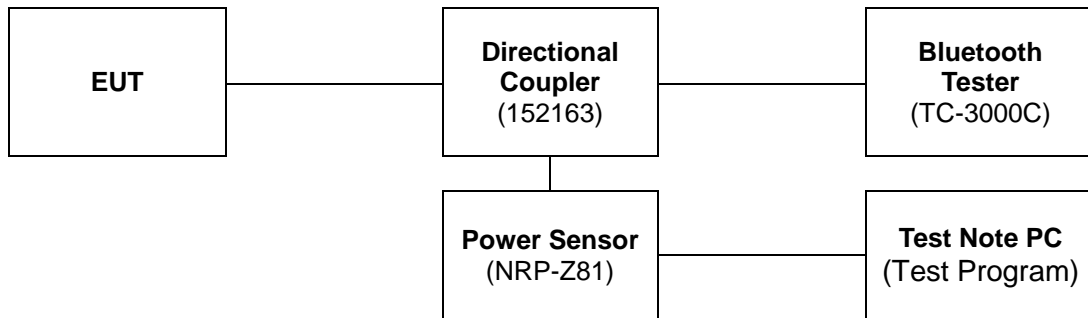 EUT
Directional
Coupler
(152163)
Bluetooth
Tester
(TC-3000C)
Power Sensor
(NRP-Z81)
Test Note PC
(Test Program)